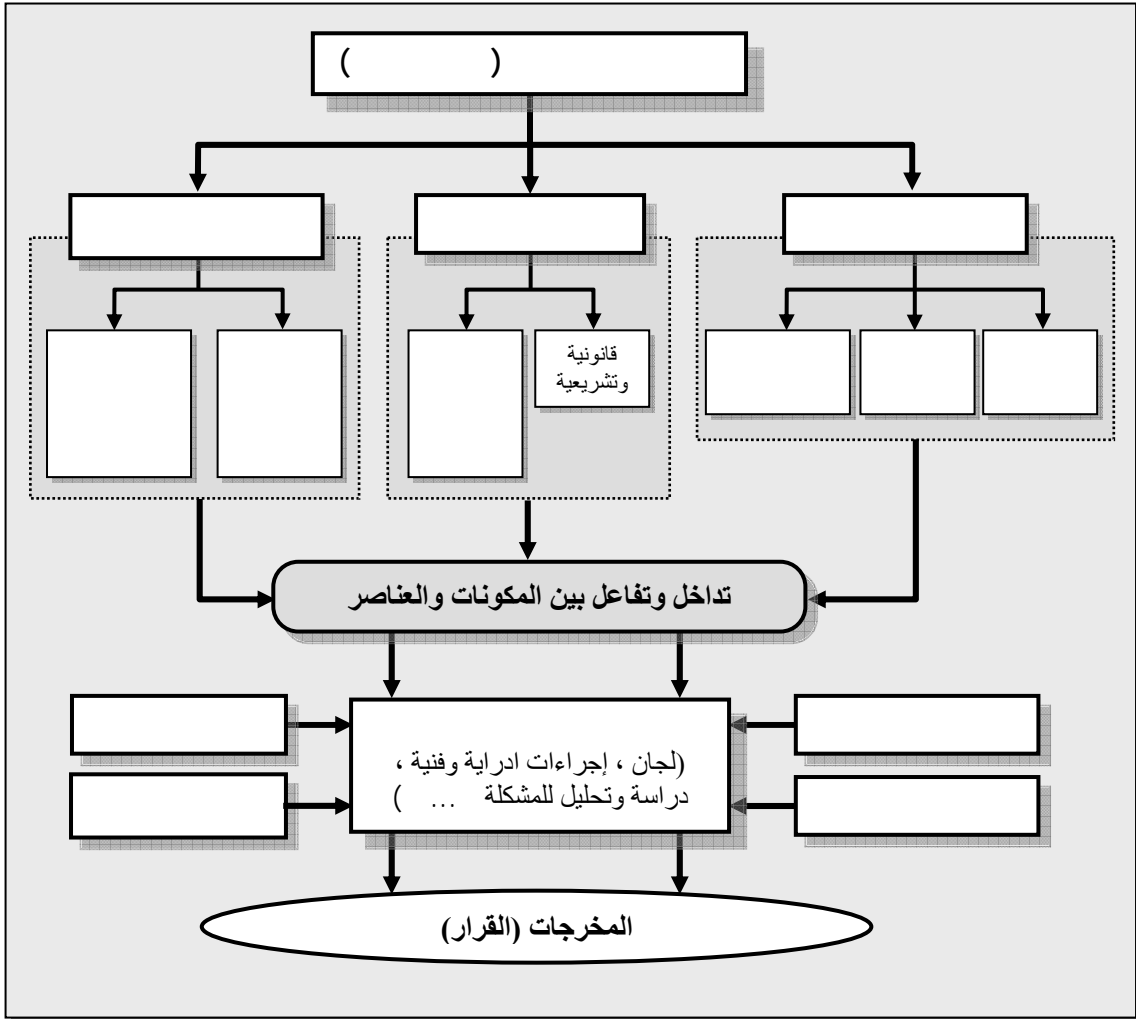 ( )
قانونية
وتشريعية
تداخل وتفاعل بين المكونات والعناصر
(لجان ، إجراءات ادراية وفنية ،
دراسة وتحليل للمشكلة ... )
المخرجات (القرار)